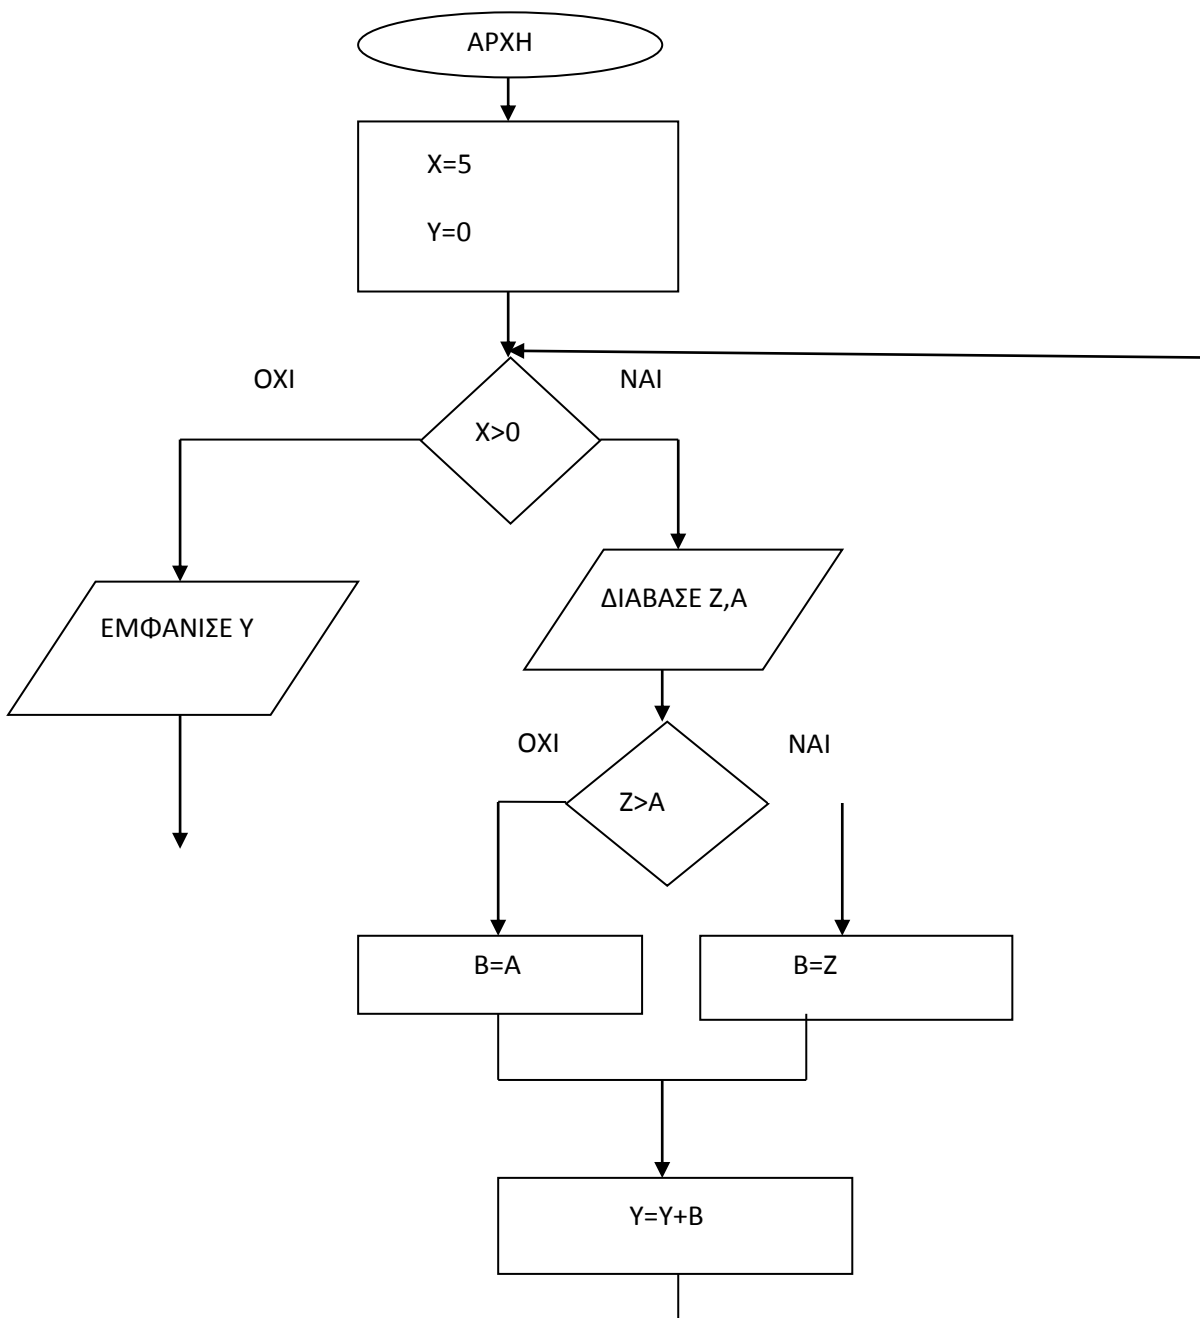 ΑΡΧΗ
Χ=5
Υ=0
ΟΧΙ
ΝΑΙ
Χ>0
ΔΙΑΒΑΣΕ Ζ,Α
ΕΜΦΑΝΙΣΕ Υ
ΟΧΙ
ΝΑΙ
Ζ>Α
Β=Α
Β=Ζ
Υ=Υ+Β